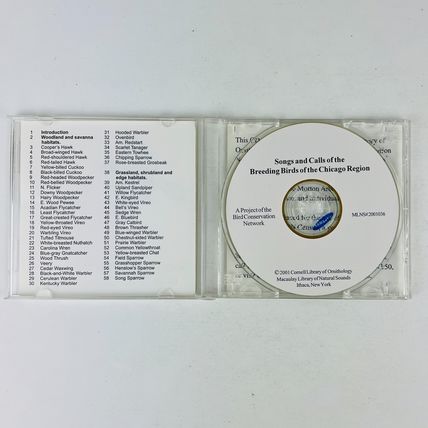 1 Introduction
2 Woodland and savanna
habitats.
3 Cooper's Hawk
4 Broad-winged Hawk
5 Red-shouldered Hawk
6 Red-tailed Hawk
7 Yellow-billed Cuckoo
8 Black-billed Cuckoo
9 Red-headed Woodpecker
10 Red-bellied Woodpecker
11 N. Flicker
12 Downy Woodpecker
13 Hairy Woodpecker
14 E. Wood Pewee
15 Acadian Flycatcher
16 Least Flycatcher
17 Great-crested Flycatcher
18 Yellow-throated Vireo
19 Red-eyed Vireo
20 Warbling Vireo
21 Tufted Titmouse
22 White-breasted Nuthatch
23 Carolina Wren
24 Blue-gray Gnatcatcher
25 Wood Thrush
26 Veery
27 Cedar Waxwing
28 Black-and-White Warbler
29 Cerulean Warbler
30 Kentucky Warbler
31 Hooded Warbler
32 Ovenbird
33 Am. Redstart
34 Scarlet Tanager
35 Eastern Towhee
36 Chipping Sparrow
37 Rose-breasted Grosbeak
38 Grassland, shrubland and
edge habitats.
39 Am. Kestrel
40 Upland Sandpiper
41 Willow Flycatcher
42 E. Kingbird
43 White-eyed Vireo
44 Bell's Vireo
45 Sedge Wren
46 E. Bluebird
47 Gray Catbird
48 Brown Thrasher
49 Blue-winged Warbler
50 Chestnut-sided Warbler
51 Prairie Warbler
52 Common Yellowthroat
53 Yellow-breasted Chat
54 Field Sparrow
55 Grasshopper Sparrow
56 Henslow's Sparrow
57 Savannah Sparrow
58 Song Sparrow
Songs and Calls of the
Breeding Birds of the Chicago Region
A Project of the
Bird Conservation
Network
MLNS#2001036
© 2001 Cornell Library of Ornithology
Macaulay Library of Natural Sounds
Ithaca, New York